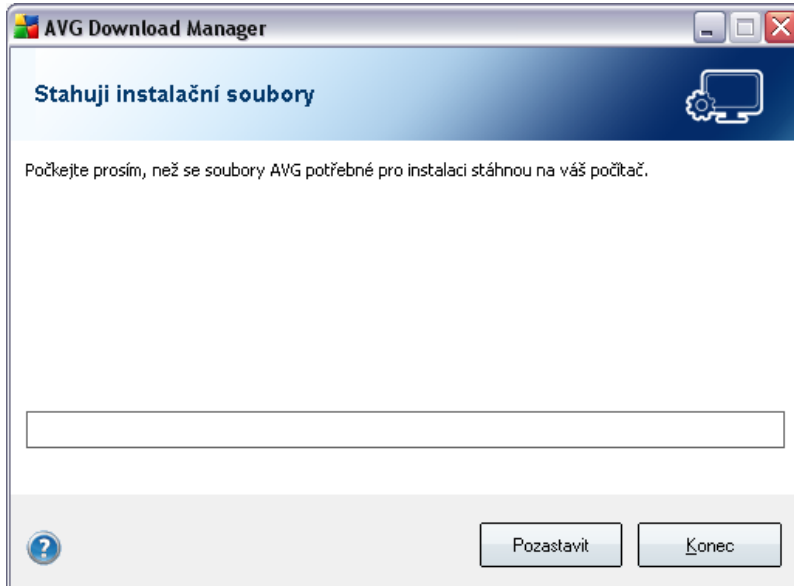 AVG Download Manager
Stahuji instalační soubory
Počkejte prosím, než se soubory AVG potřebné pro instalaci stáhnou na váš počítač.
Pozastavit
Konec